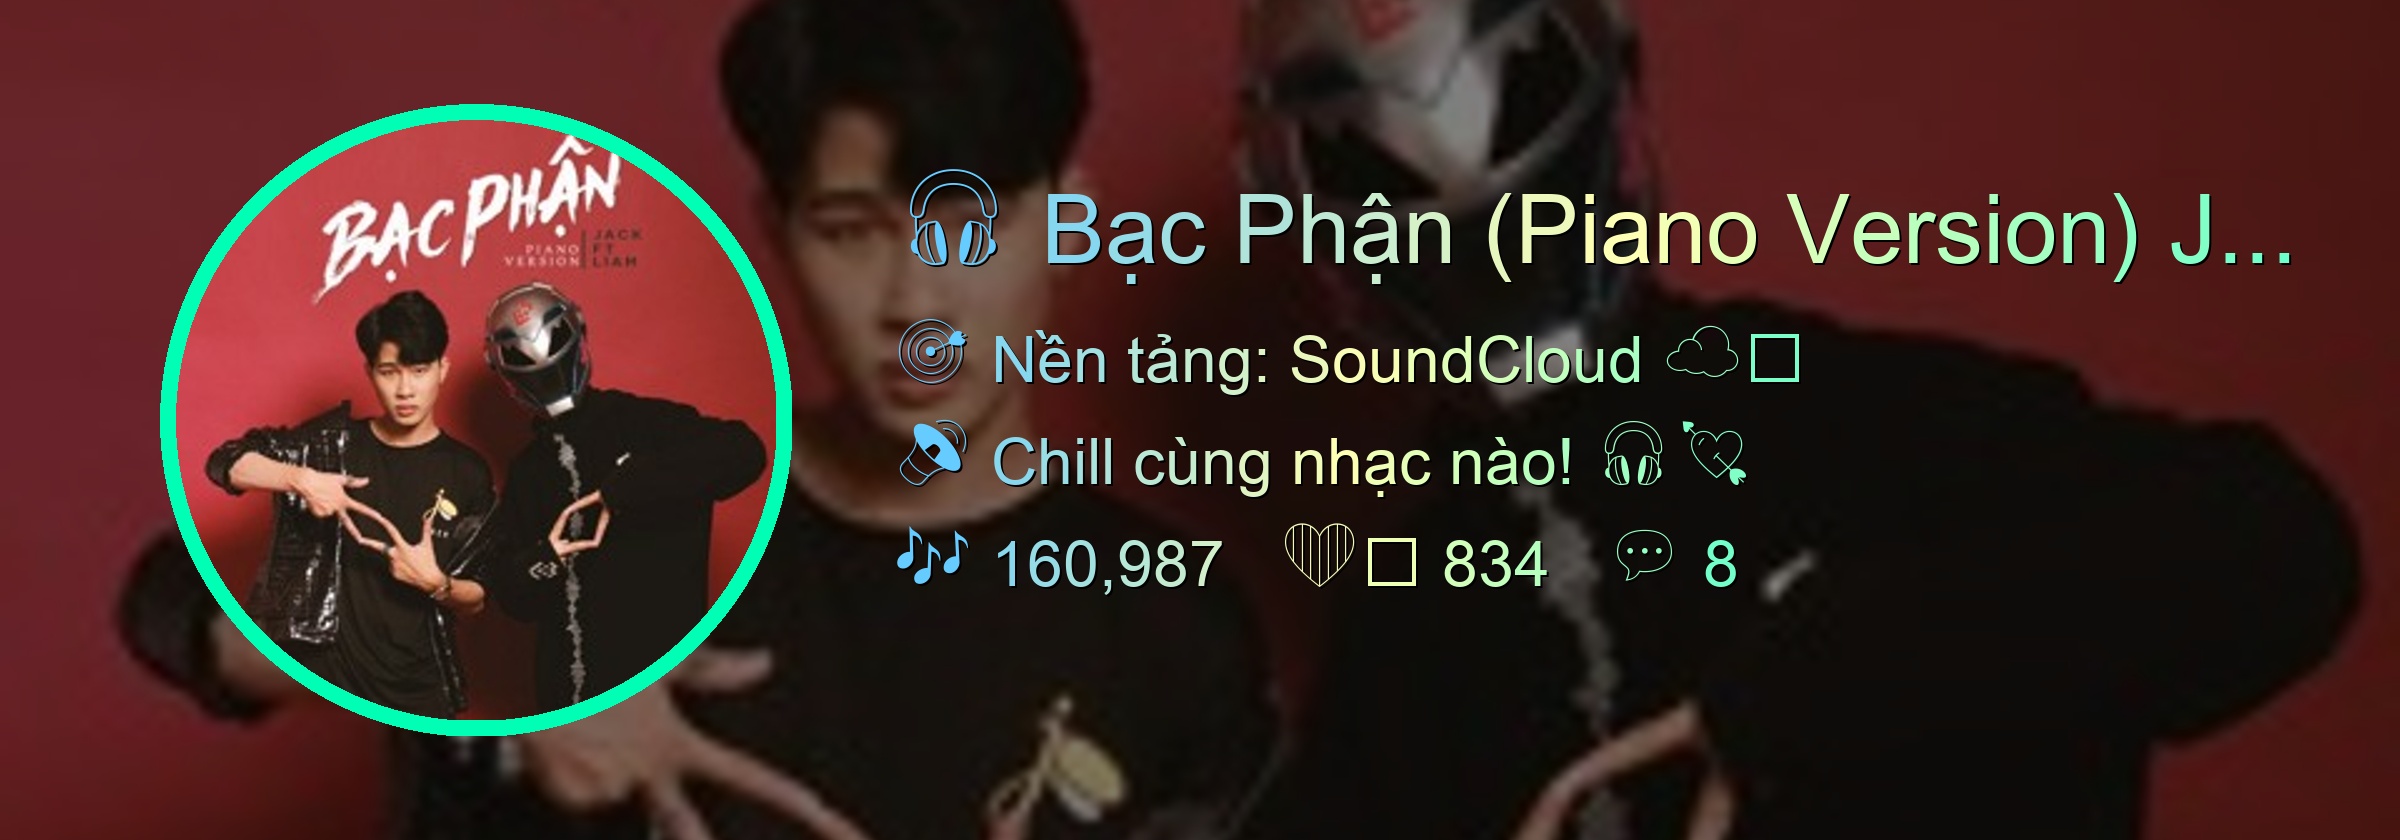 BẠC PHẬN
PIANO VERSION
JACK FT LIAM
🎧 Bạc Phận (Piano Version) J...
🎯 Nền tảng: SoundCloud ☁□
🔊 Chill cùng nhạc nào! 🎧💘
🎶 160,987 ❤□ 834 💬 8